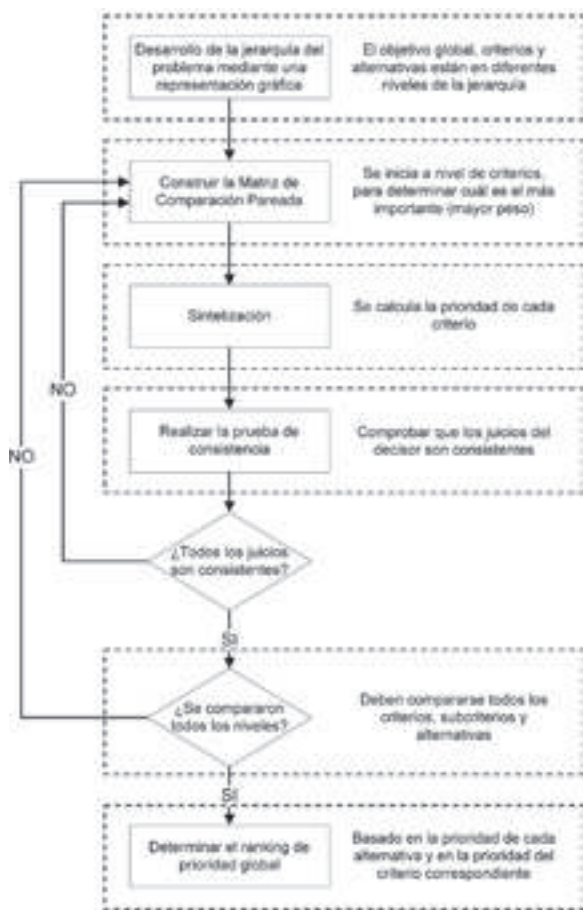 Desarrollo de la jerarquía del
problema mediante una
representación gráfica
El objetivo global, criterios y
alternativas están en diferentes
niveles de la jerarquía
Construir la Matriz de
Comparación Pareada
Se inicia a nivel de criterios,
para determinar cuál es el más
importante (mayor peso)
Sintetización
Se calcula la prioridad de cada
criterio
NO
Realizar la prueba de
consistencia
Comprobar que los juicios del
decisor son consistentes
NO
¿Todos los juicios
son consistentes?
Si
¿Se compararon
todos los niveles?
Deben compararse todos los
criterios, subcriterios y
alternativas
Si
Determinar el ranking de
prioridad global
Basado en la prioridad de cada
alternativa y en la prioridad del
criterio correspondiente